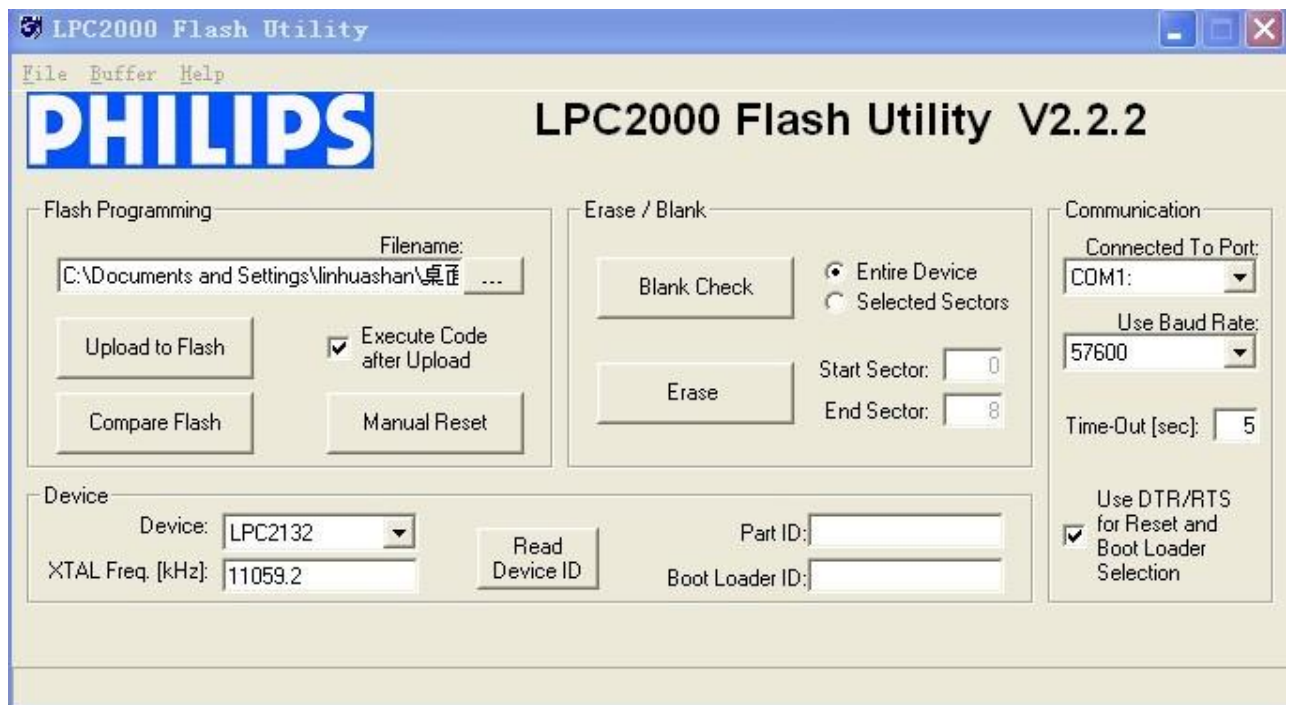 LPC2000 Flash Utility
File Buffer Help
PHILIPS
LPC2000 Flash Utility V2.2.2
Flash Programming
Filename:
C:\Documents and Settings\linhuashan\桌面
...
Upload to Flash
Execute Code
after Upload
Compare Flash
Manual Reset
Erase / Blank
Blank Check
Entire Device
Selected Sectors
Erase
Start Sector: 0
End Sector: 8
Communication
Connected To Port:
COM1:
Use Baud Rate:
57600
Time-Out [sec]: 5
Use DTR/RTS
for Reset and
Boot Loader
Selection
Device
Device: LPC2132
XTAL Freq. [kHz]: 11059.2
Read
Device ID
Part ID:
Boot Loader ID: